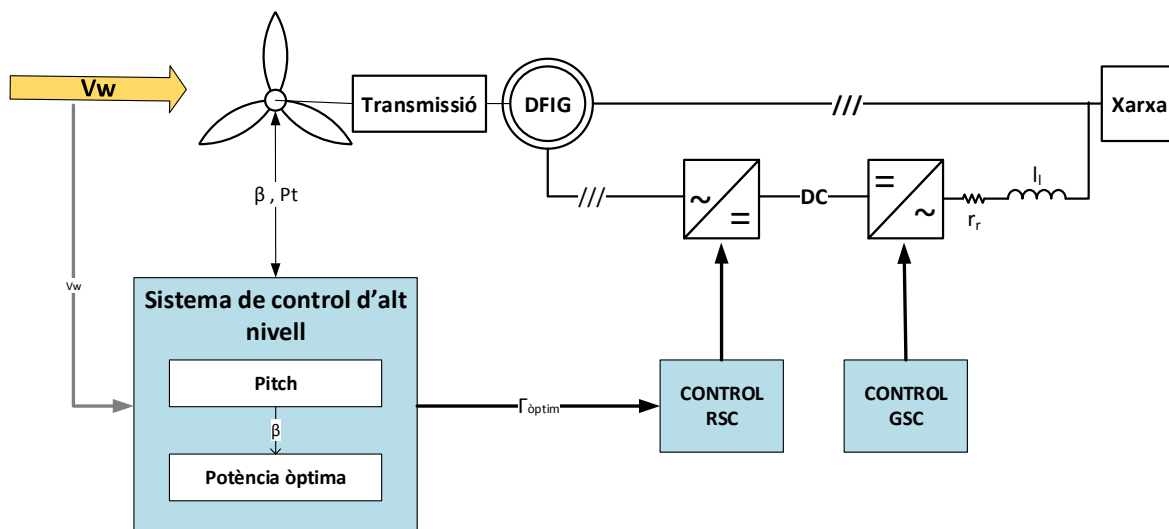 Vw
Transmissió
DFIG
///
Xarxa
β , Pt
///
~
=
DC
=
~
rᵣ
lₗ
Vw
Sistema de control d’alt
nivell
Pitch
β
Potència òptima
Γòptim
CONTROL
RSC
CONTROL
GSC